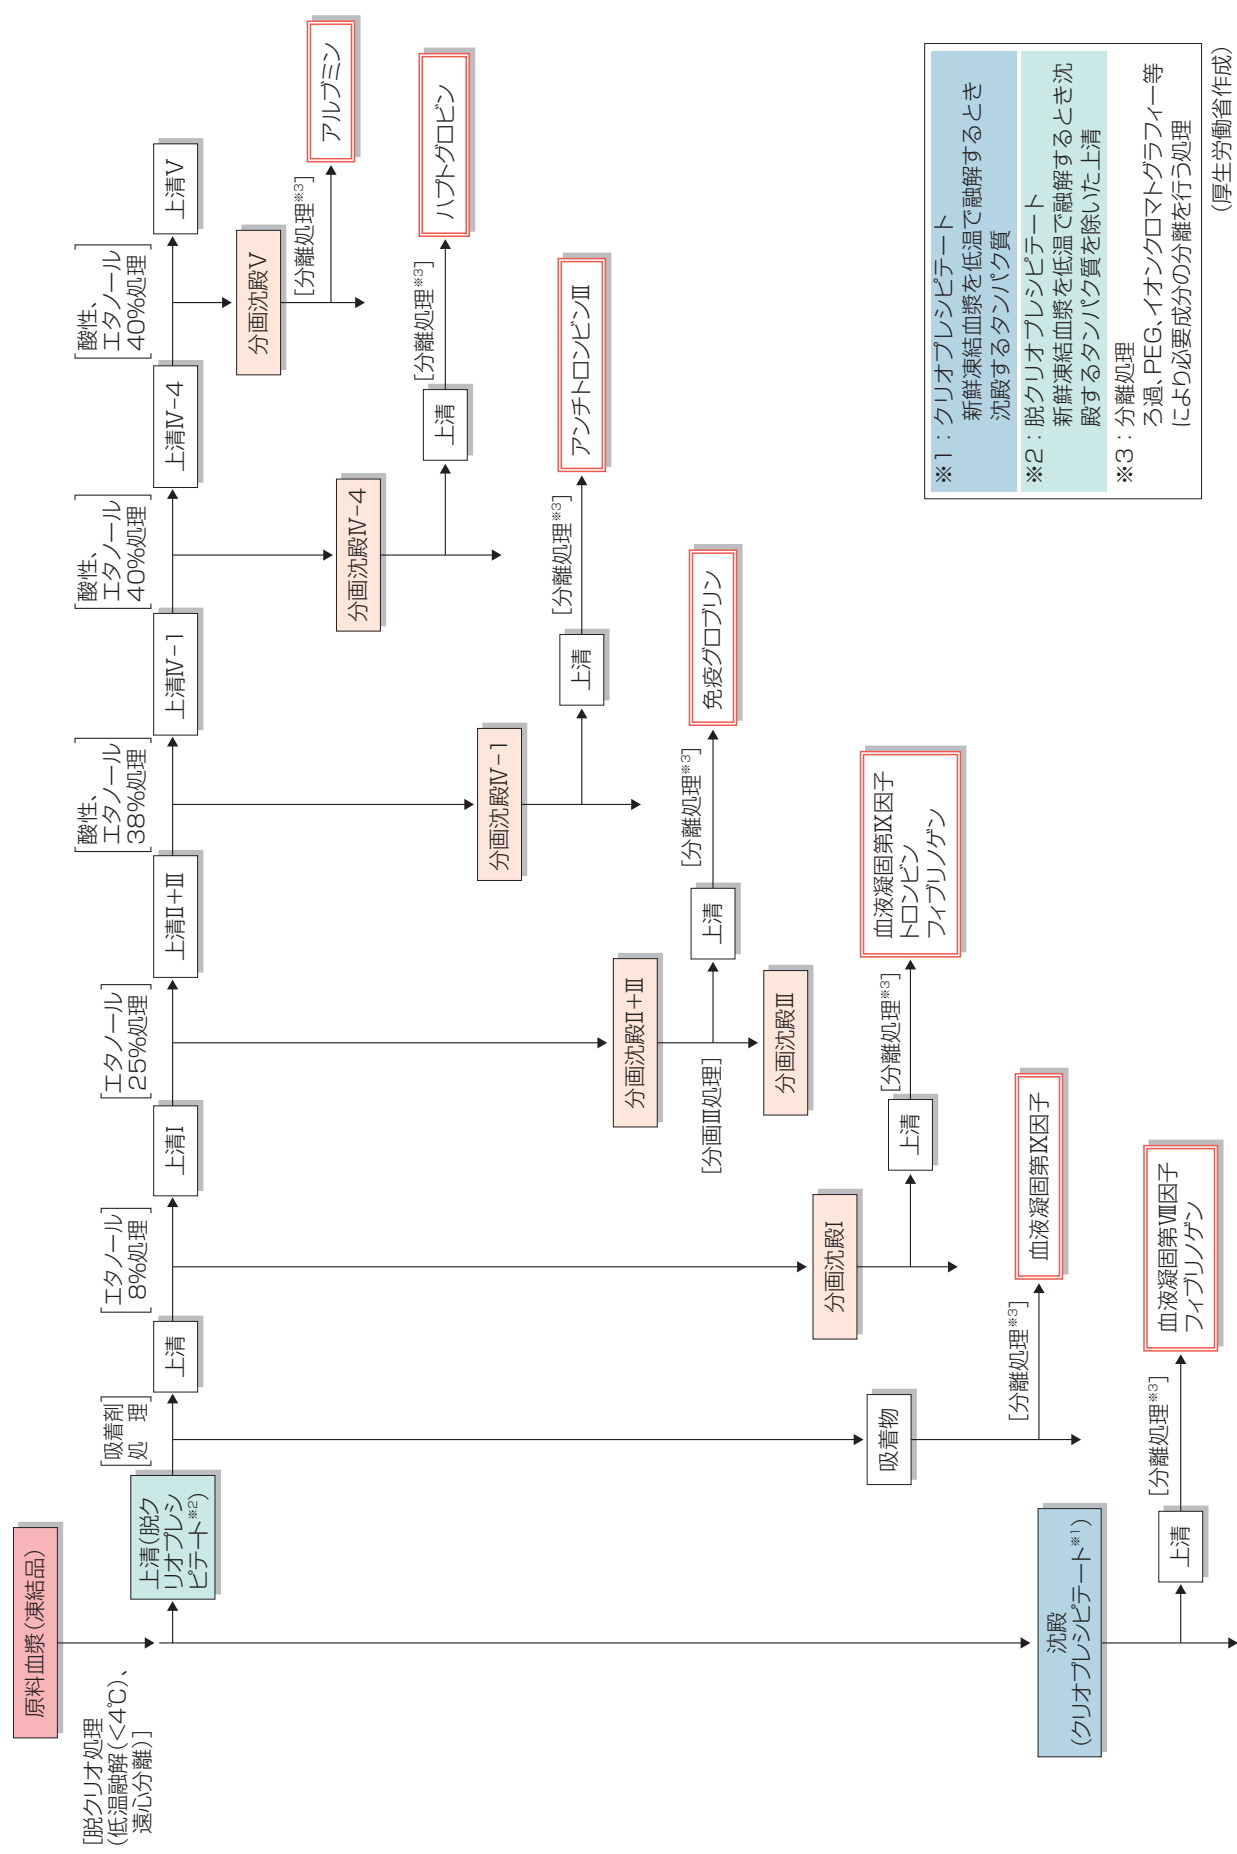 原料血漿(凍結品)
[脱クリオ処理
(低温融解(<4℃)、
遠心分離)]
上清(脱ク
リオプレシ
ピテート※2)
[吸着剤
処 理]
上清
[エタノール
8%処理]
上清Ⅰ
[エタノール
25%処理]
上清Ⅱ+Ⅲ
[酸性、
エタノール
38%処理]
上清Ⅳ-1
[酸性、
エタノール
40%処理]
上清Ⅳ-4
[酸性、
エタノール
40%処理]
上清Ⅴ
分画沈殿Ⅴ
[分離処理※3]
アルブミン
分画沈殿Ⅳ-4
上清
[分離処理※3]
ハプトグロビン
分画沈殿Ⅳ-1
上清
[分離処理※3]
アンチトロンビンⅢ
分画沈殿Ⅱ+Ⅲ
[分画Ⅲ処理]
上清
[分離処理※3]
免疫グロブリン
分画沈殿Ⅲ
分画沈殿Ⅰ
上清
[分離処理※3]
血液凝固第Ⅸ因子
トロンビン
フィブリノゲン
吸着物
[分離処理※3]
血液凝固第Ⅸ因子
沈殿
(クリオプレシピテート※1)
上清
[分離処理※3]
血液凝固第Ⅷ因子
フィブリノゲン
※1：クリオプレシピテート
新鮮凍結血漿を低温で融解するとき
沈殿するタンパク質
※2：脱クリオプレシピテート
新鮮凍結血漿を低温で融解するとき沈
殿するタンパク質を除いた上清
※3：分離処理
ろ過、PEG、イオンクロマトグラフィー等
により必要成分の分離を行う処理
(厚生労働省作成)